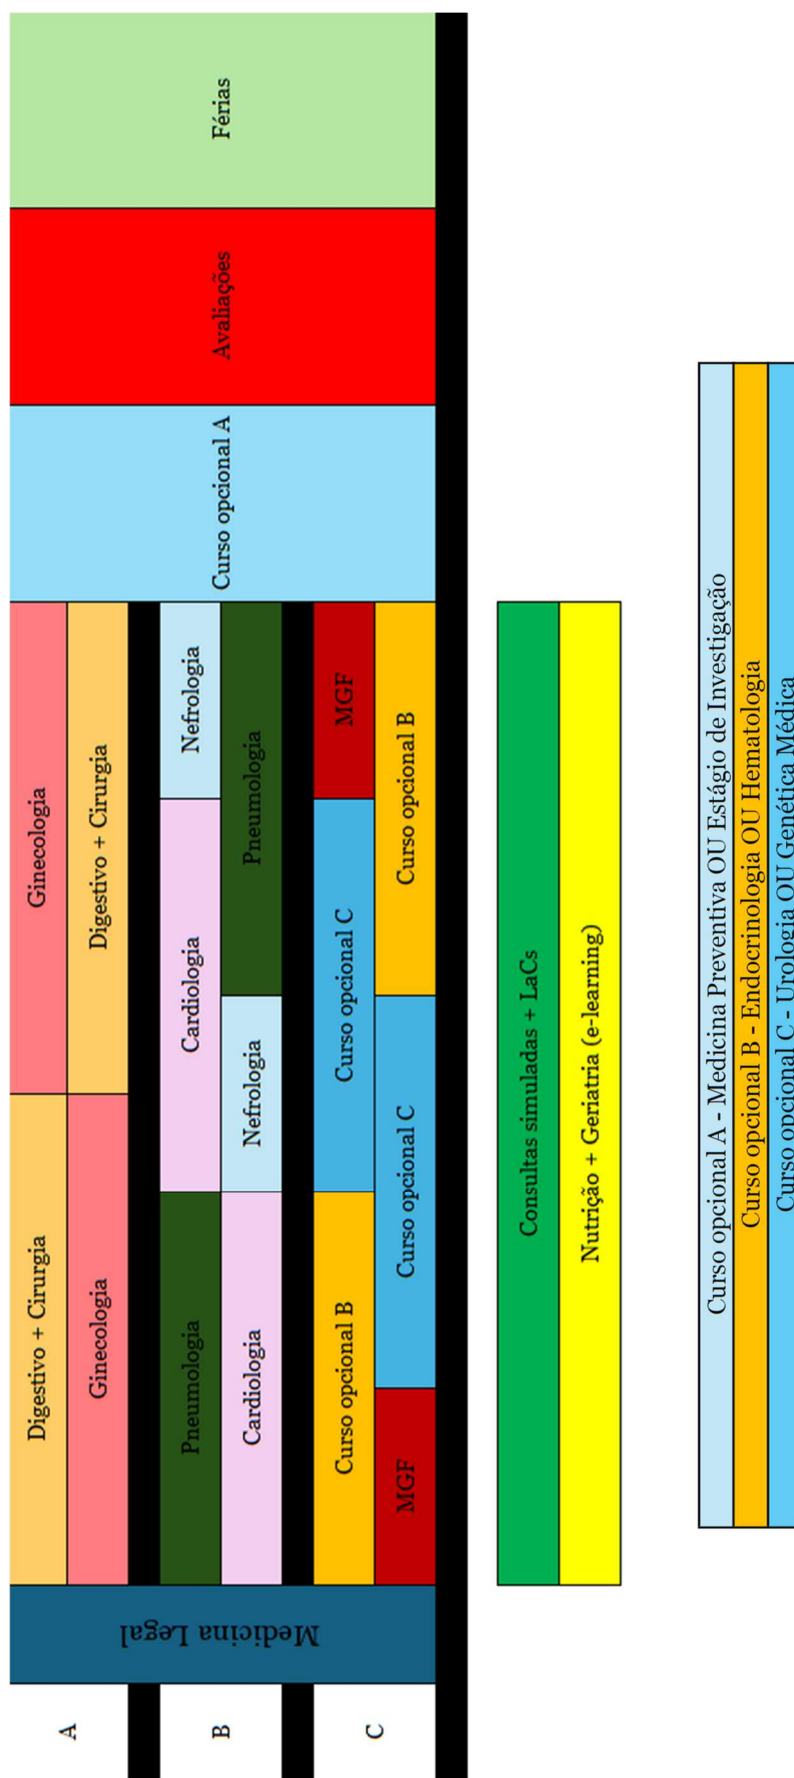 A
Medicina Legal
Digestivo + Cirurgia
Ginecologia
Ginecologia
Digestivo + Cirurgia
Curso opcional A
Avaliações
Férias
B
Pneumologia
Cardiologia
Nefrologia
Cardiologia
Nefrologia
Pneumologia
C
Curso opcional B
Curso opcional C
MGF
MGF
Curso opcional C
Curso opcional B
Consultas simuladas + LaCs
Nutrição + Geriatria (e-learning)
Curso opcional A - Medicina Preventiva OU Estágio de Investigação
Curso opcional B - Endocrinologia OU Hematologia
Curso opcional C - Urologia OU Genética Médica